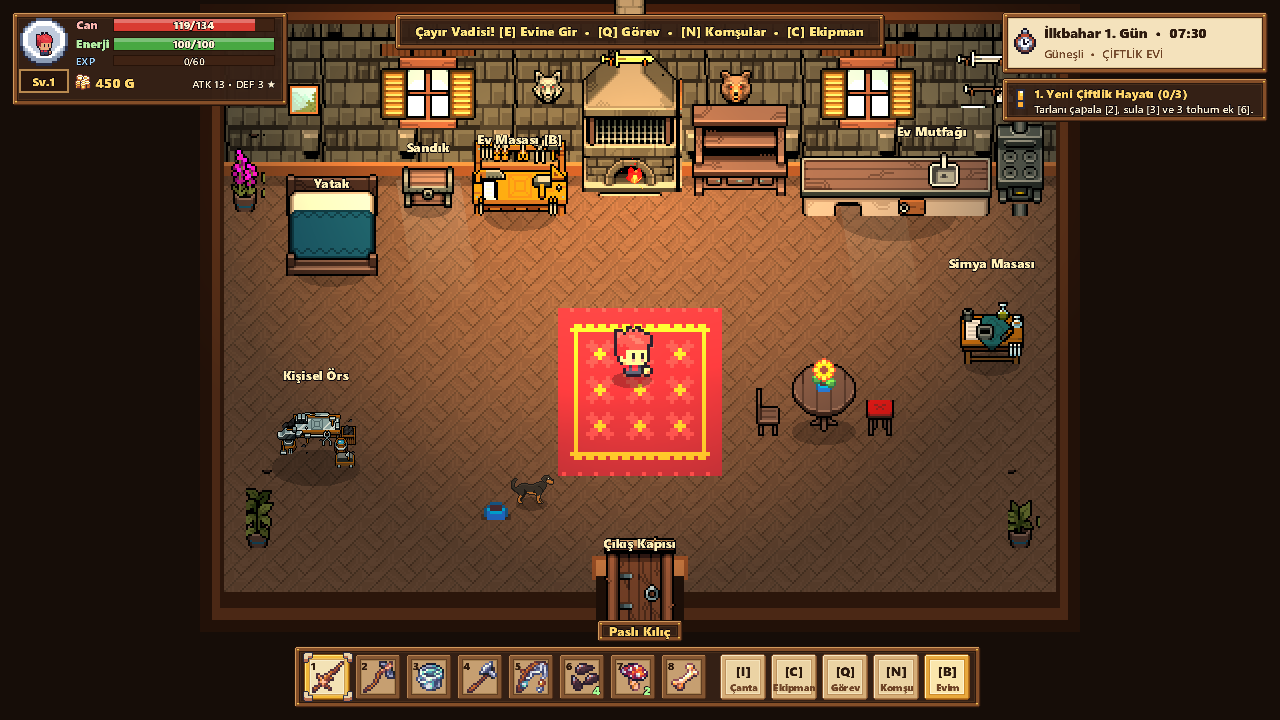 Can 119/134
Enerji 100/100
EXP 0/60
Sv.1 450 G ATK 13 • DEF 3 ★
Çayır Vadisi! [E] Evine Gir • [Q] Görev • [N] Komşular • [C] Ekipman
İlkbahar 1. Gün • 07:30
Güneşli • ÇİFTLİK EVİ
1. Yeni Çiftlik Hayatı (0/3)
Tarlanı çapala [2], sula [3] ve 3 tohum ek [6].
Ev Mutfağı
Ev Masası [B]
Sandık
Yatak
Simya Masası
Kişisel Örs
Çıkış Kapısı
Paslı Kılıç
1 2 3 4 5 6 4 7 2 8
[I] [C] [Q] [N] [B]
Çanta Ekipman Görev Komşu Evim